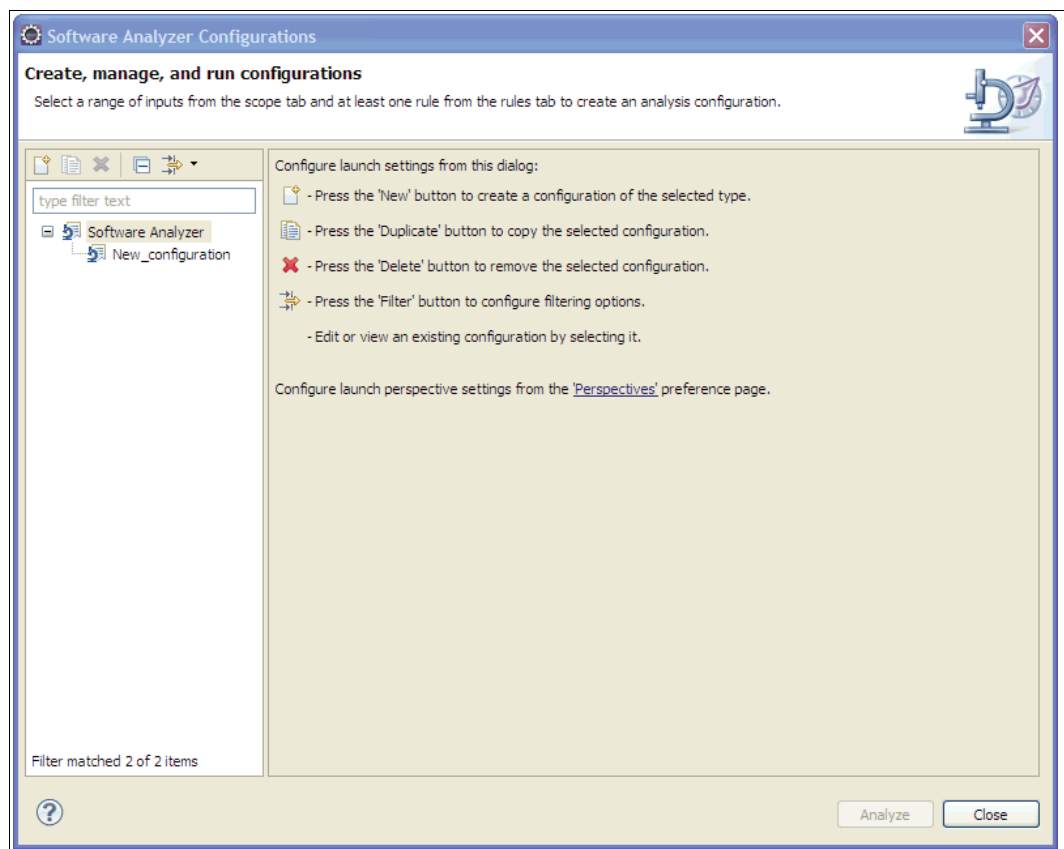 Software Analyzer Configurations
Create, manage, and run configurations
Select a range of inputs from the scope tab and at least one rule from the rules tab to create an analysis configuration.
type filter text
Software Analyzer
New_configuration
Filter matched 2 of 2 items
Configure launch settings from this dialog:
- Press the 'New' button to create a configuration of the selected type.
- Press the 'Duplicate' button to copy the selected configuration.
- Press the 'Delete' button to remove the selected configuration.
- Press the 'Filter' button to configure filtering options.
- Edit or view an existing configuration by selecting it.
Configure launch perspective settings from the 'Perspectives' preference page.
?
Analyze
Close